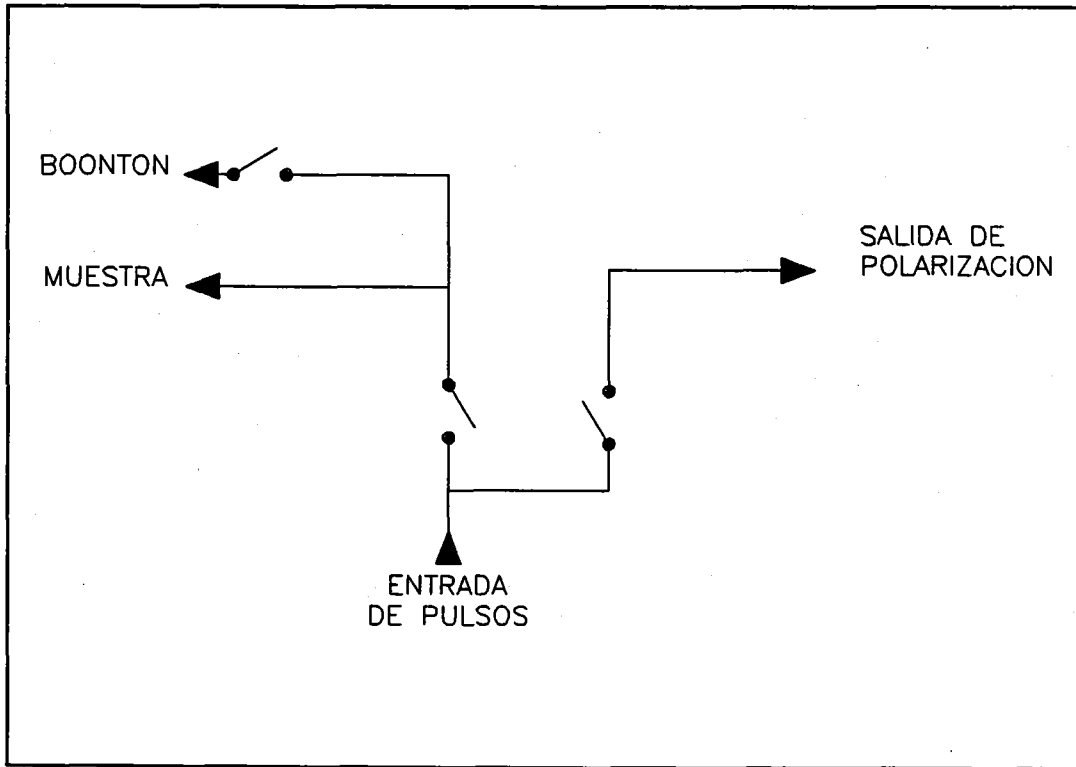 BOONTON
MUESTRA
SALIDA DE
POLARIZACION
ENTRADA
DE PULSOS